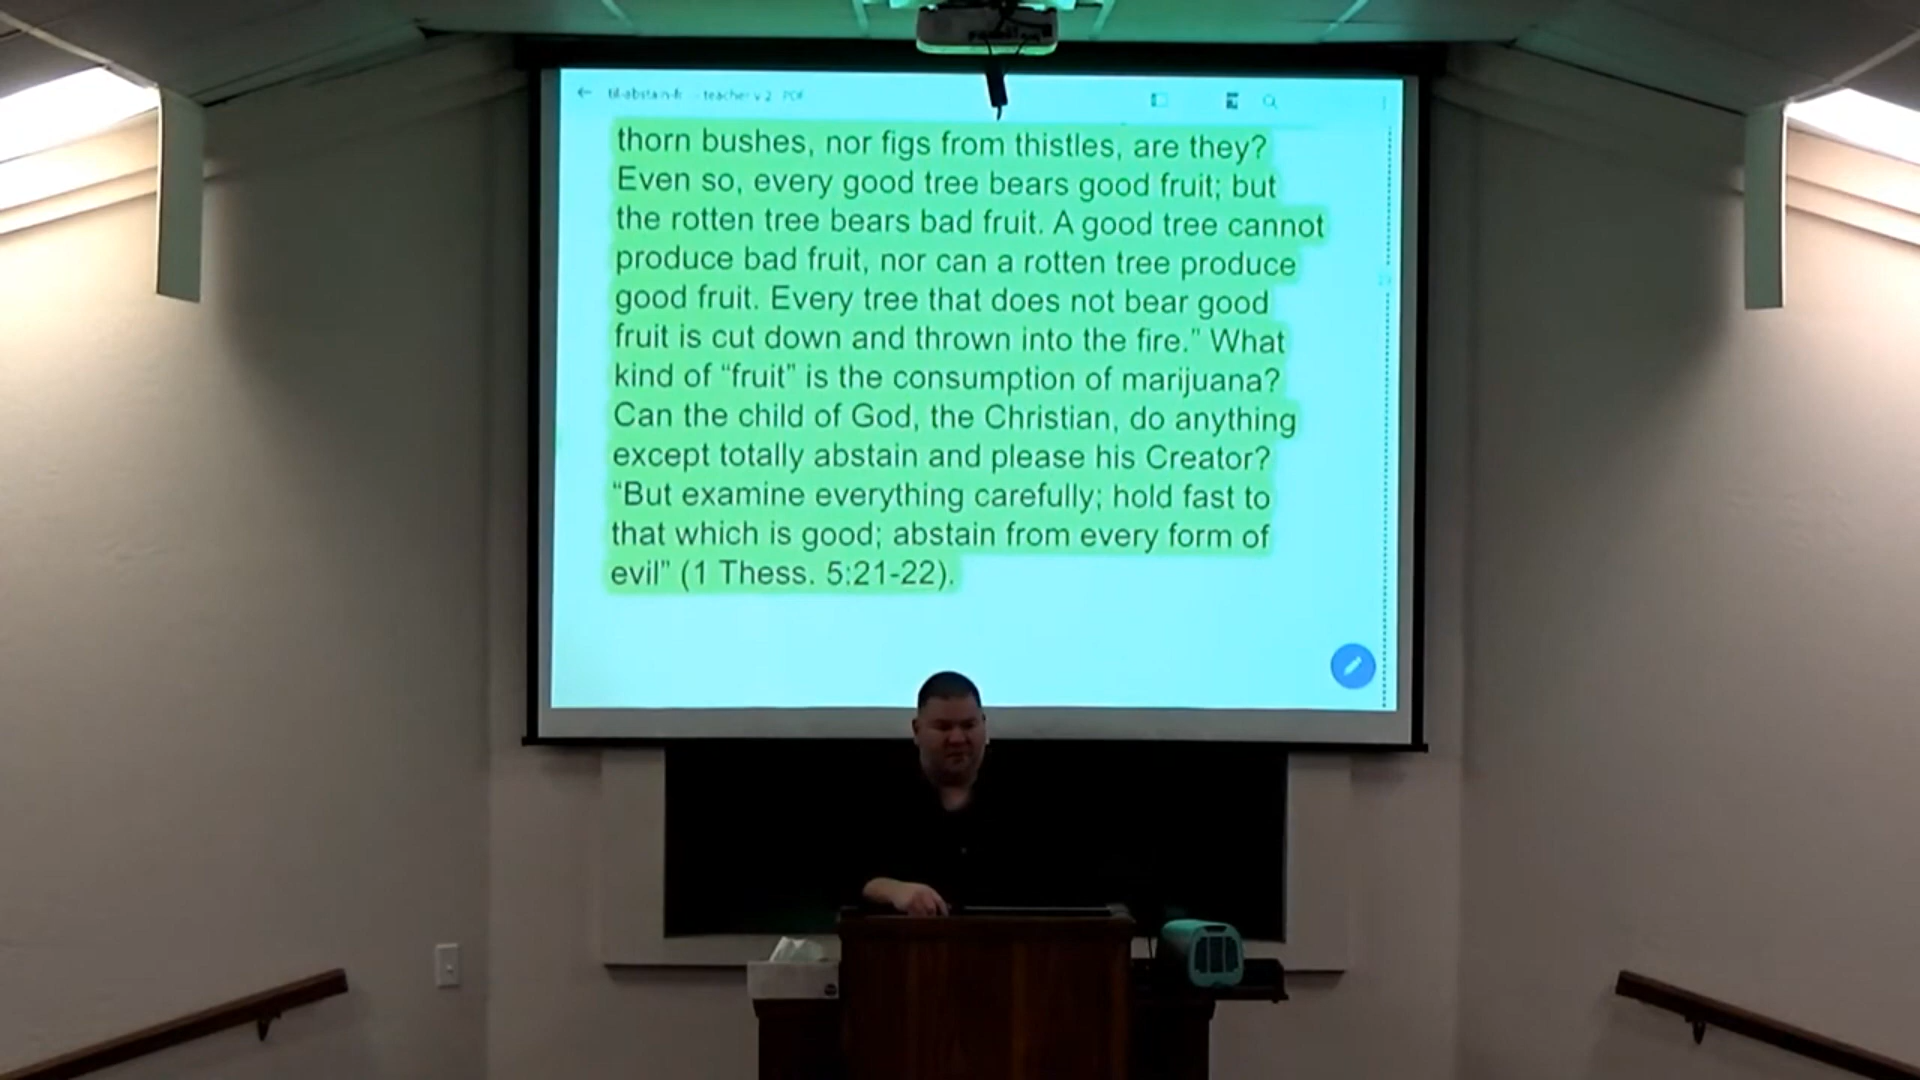 teacher v 2 PDF
thorn bushes, nor figs from thistles, are they?
Even so, every good tree bears good fruit; but
the rotten tree bears bad fruit. A good tree cannot
produce bad fruit, nor can a rotten tree produce
good fruit. Every tree that does not bear good
fruit is cut down and thrown into the fire.” What
kind of “fruit” is the consumption of marijuana?
Can the child of God, the Christian, do anything
except totally abstain and please his Creator?
“But examine everything carefully; hold fast to
that which is good; abstain from every form of
evil” (1 Thess. 5:21-22).